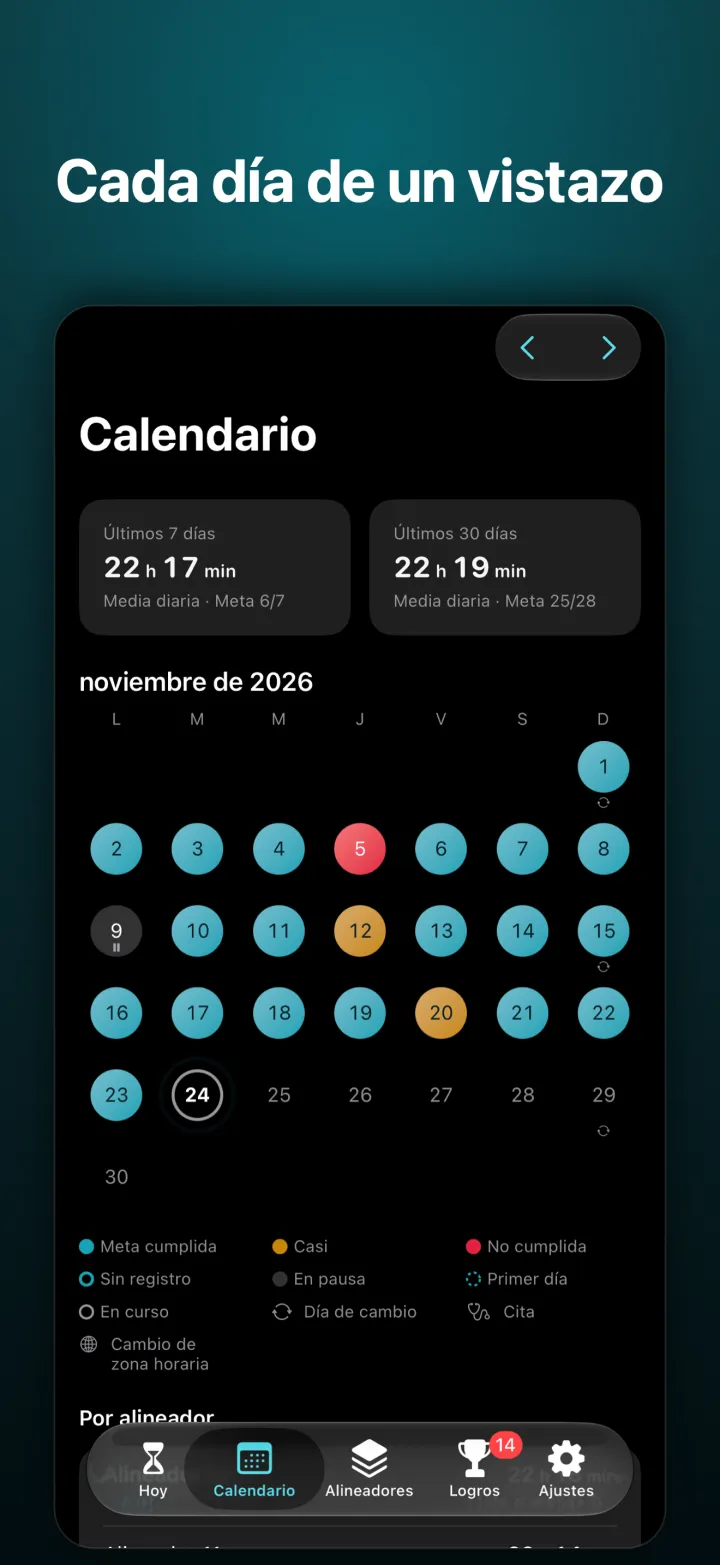 Cada día de un vistazo
Calendario
Últimos 7 días
22 h 17 min
Media diaria · Meta 6/7
Últimos 30 días
22 h 19 min
Media diaria · Meta 25/28
noviembre de 2026
L M M J V S D
1
2 3 4 5 6 7 8
9 10 11 12 13 14 15
16 17 18 19 20 21 22
23 24 25 26 27 28 29
30
Meta cumplida Casi No cumplida
Sin registro En pausa Primer día
En curso Día de cambio Cita
Cambio de
zona horaria
Por alineador
14
Hoy Calendario Alineadores Logros Ajustes